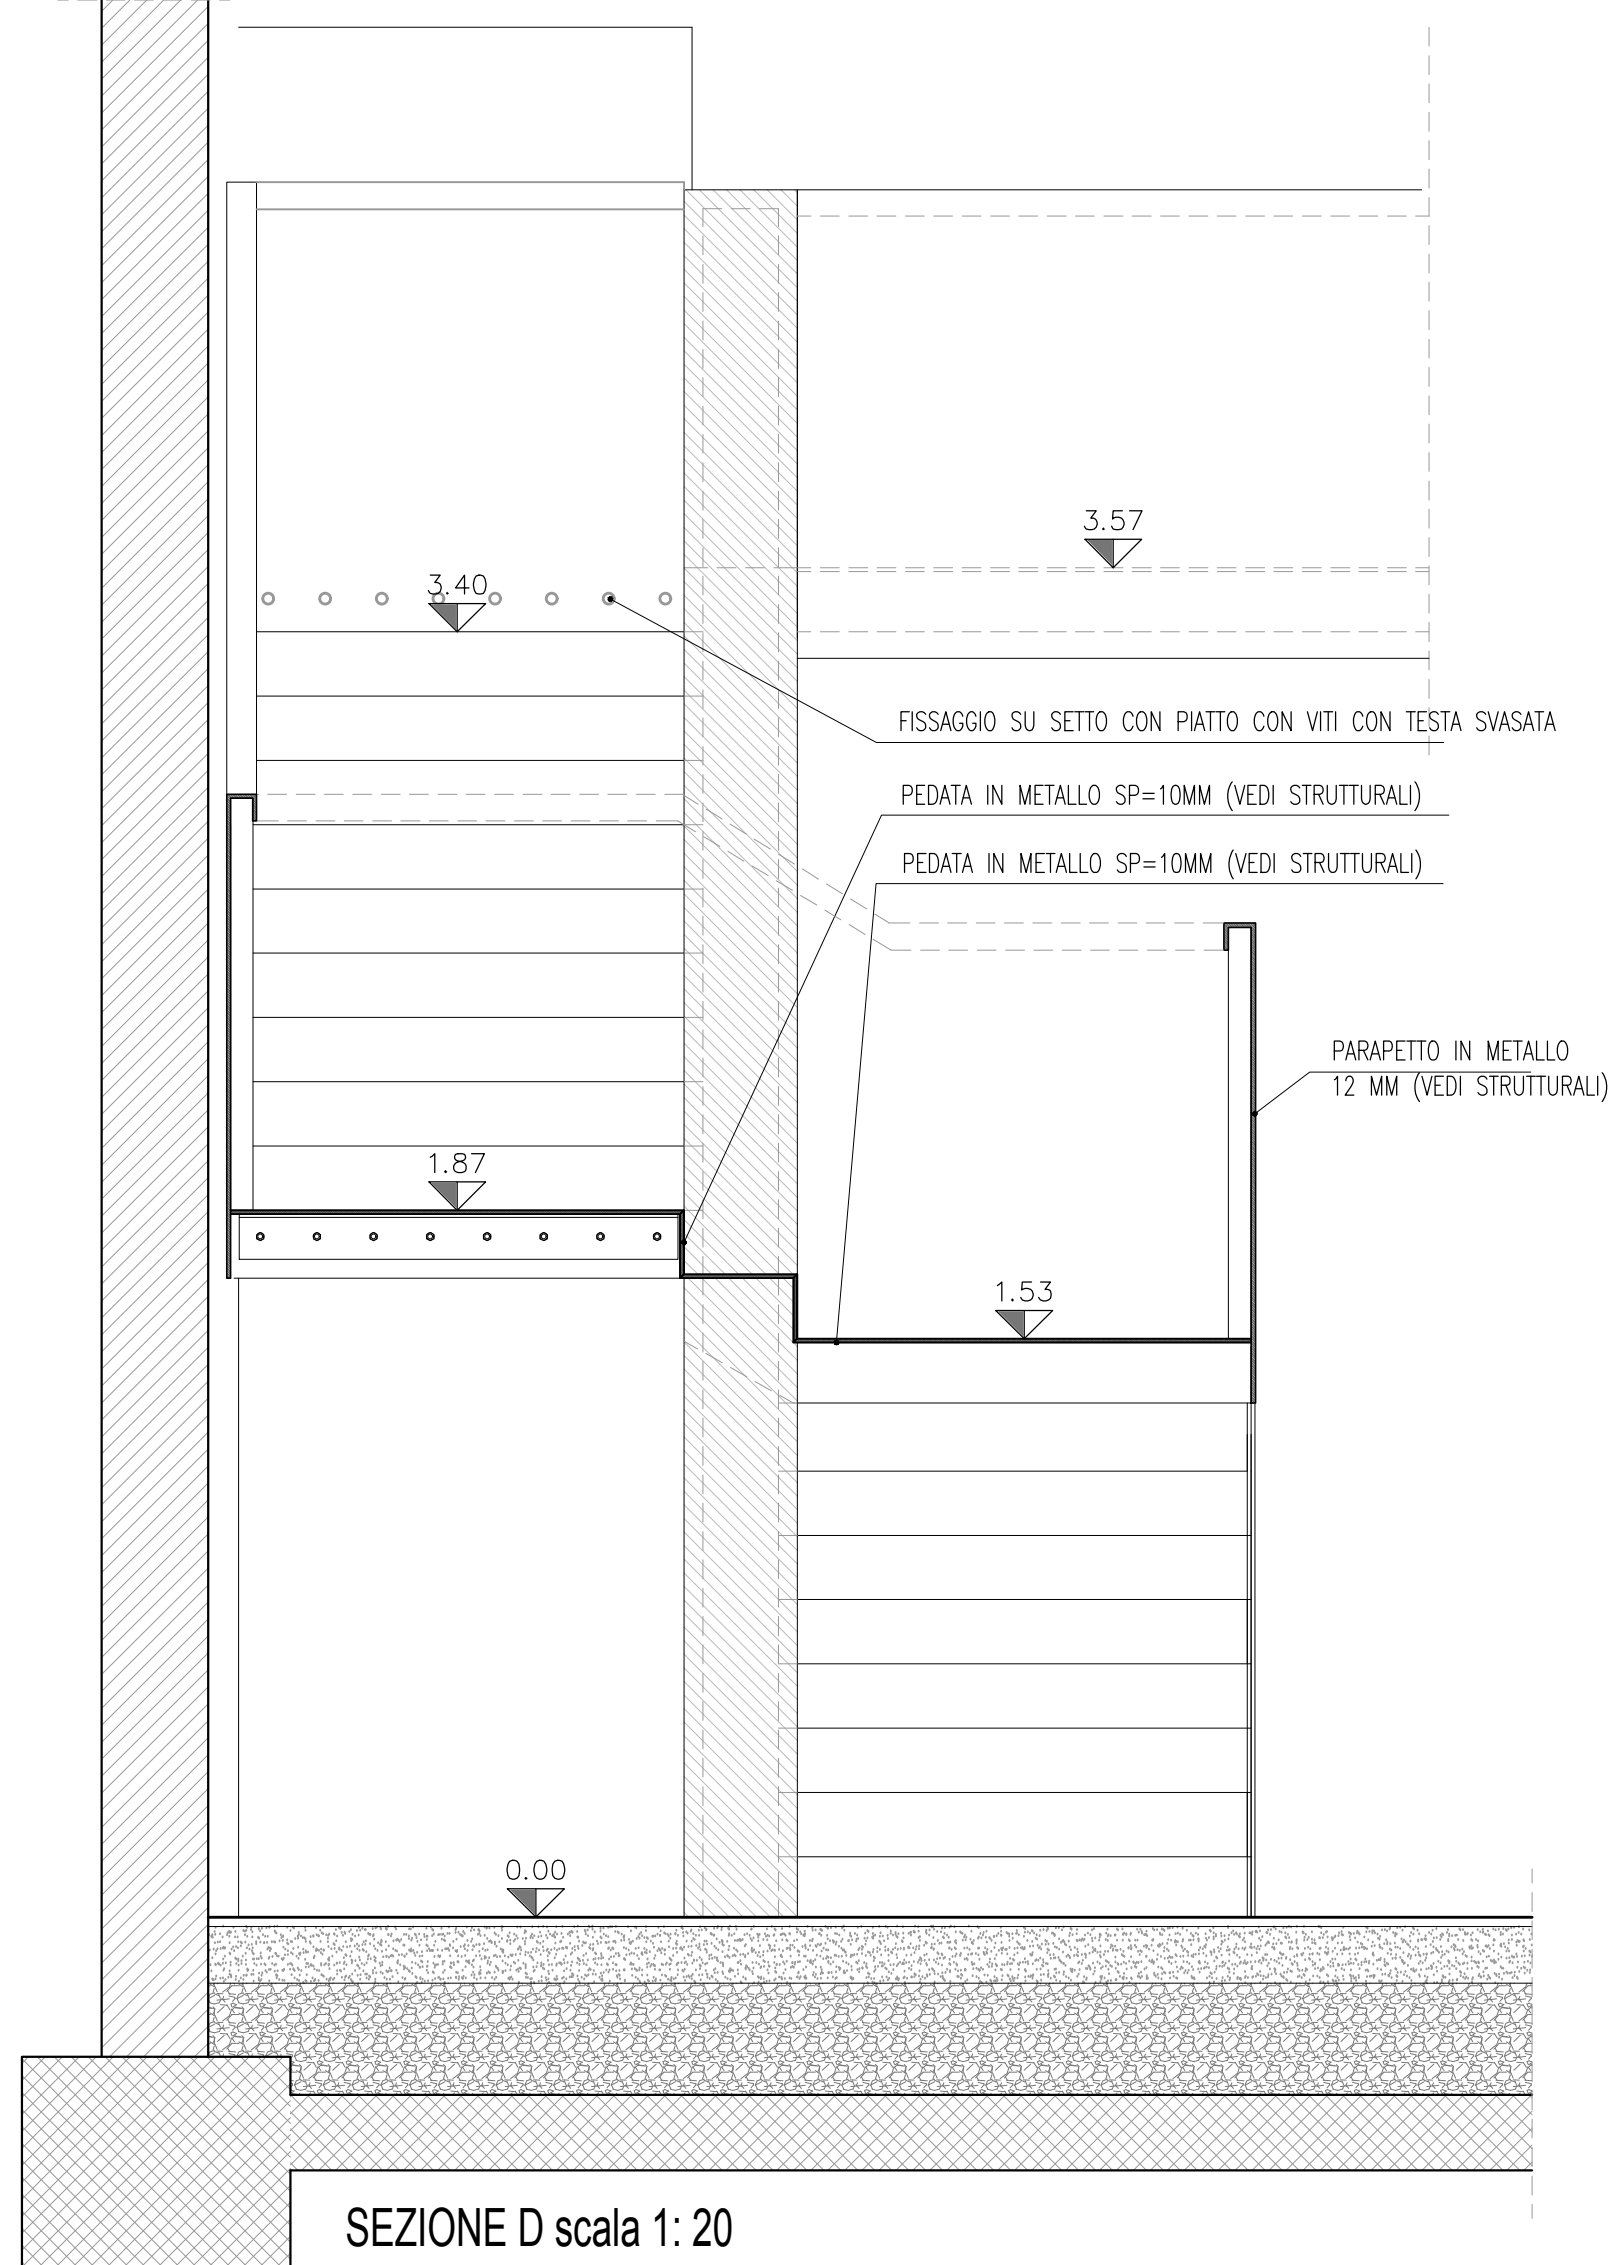 3.57
3.40
FISSAGGIO SU SETTO CON PIATTO CON VITI CON TESTA SVASATA
PEDATA IN METALLO SP=10MM (VEDI STRUTTURALI)
PEDATA IN METALLO SP=10MM (VEDI STRUTTURALI)
PARAPETTO IN METALLO
12 MM (VEDI STRUTTURALI)
1.87
1.53
0.00
SEZIONE D scala 1: 20